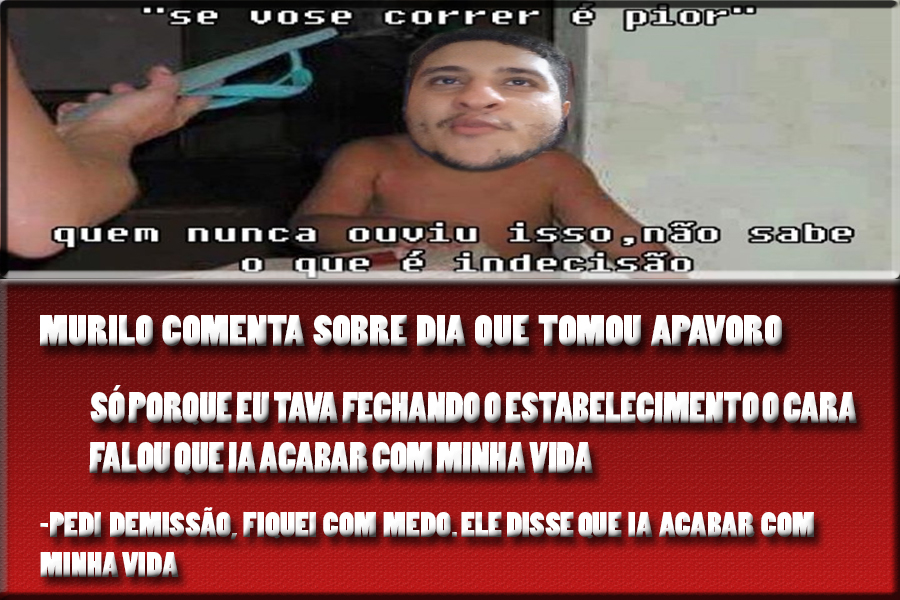 "se vose correr é pior"
quem nunca ouviu isso,não sabe
o que é indecisão
MURILO COMENTA SOBRE DIA QUE TOMOU APAVORO
SÓ PORQUE EU TAVA FECHANDO O ESTABELECIMENTO O CARA
FALOU QUE IA ACABAR COM MINHA VIDA
-PEDI DEMISSÃO, FIQUEI COM MEDO. ELE DISSE QUE IA ACABAR COM
MINHA VIDA